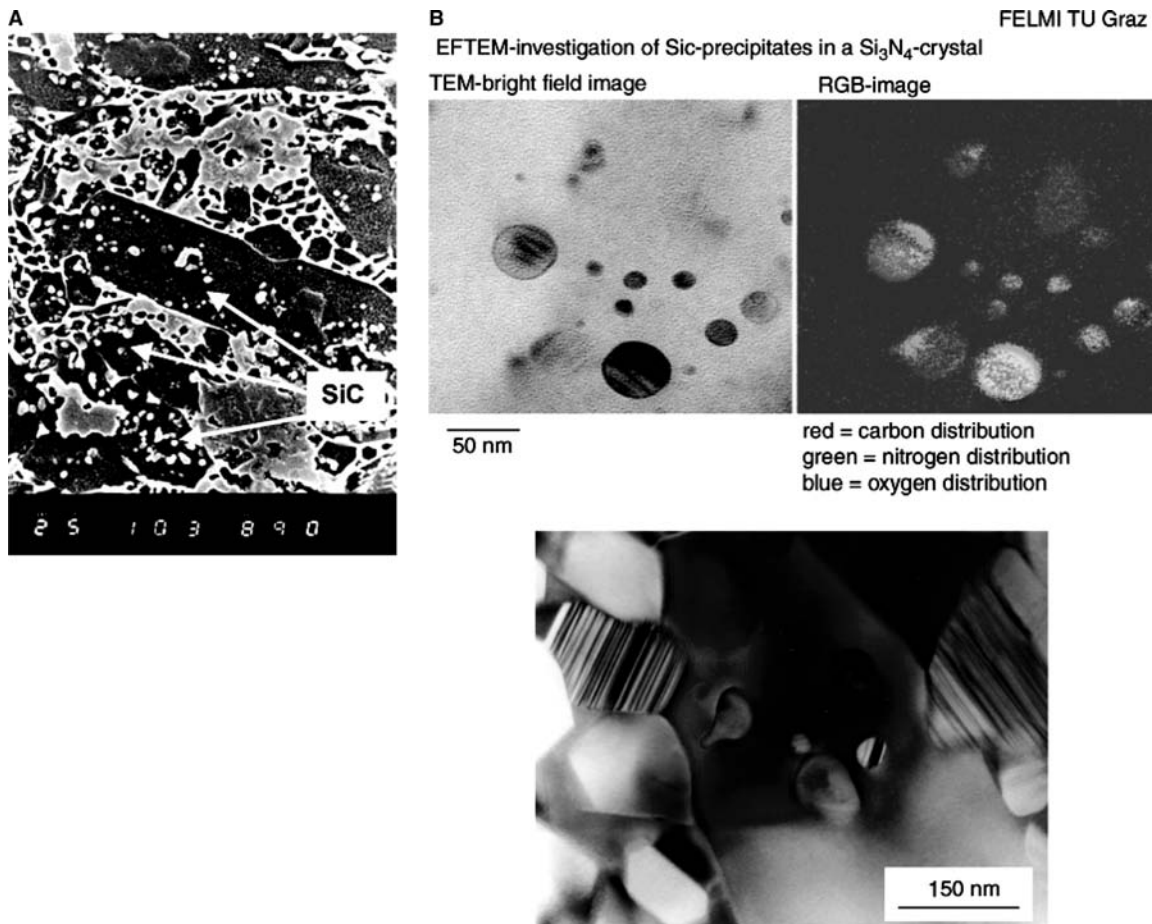 A
B
FELMI TU Graz
EFTEM-investigation of Sic-precipitates in a Si₃N₄-crystal
TEM-bright field image
RGB-image
SiC
50 nm
red = carbon distribution
green = nitrogen distribution
blue = oxygen distribution
25 103 890
150 nm